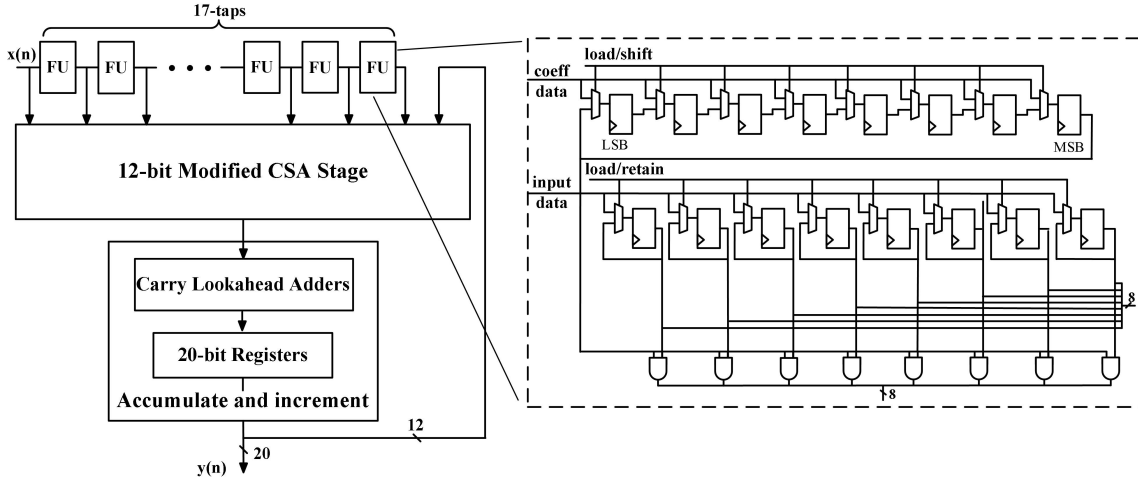 17-taps
x(n)
FU
FU
FU
FU
FU
12-bit Modified CSA Stage
Carry Lookahead Adders
20-bit Registers
Accumulate and increment
12
20
y(n)
load/shift
coeff
data
LSB
MSB
load/retain
input
data
8
8